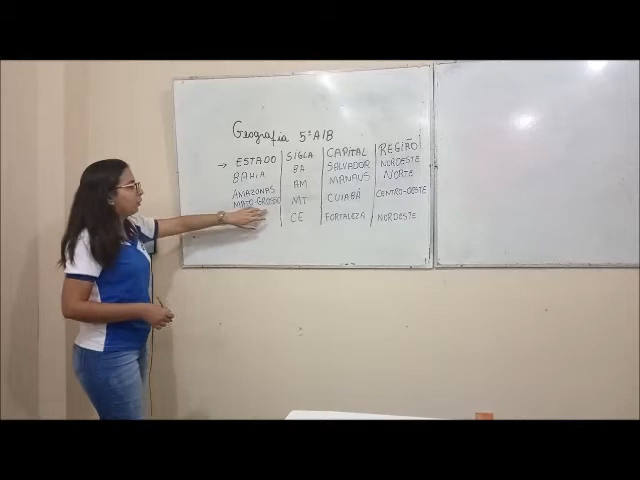 Geografia 5º A/B
→ ESTADO SIGLA CAPITAL REGIÃO
BAHIA BA SALVADOR NORDESTE
AMAZONAS AM MANAUS NORTE
MATO-GROSSO MT CUIABÁ CENTRO-OESTE
CE FORTALEZA NORDESTE